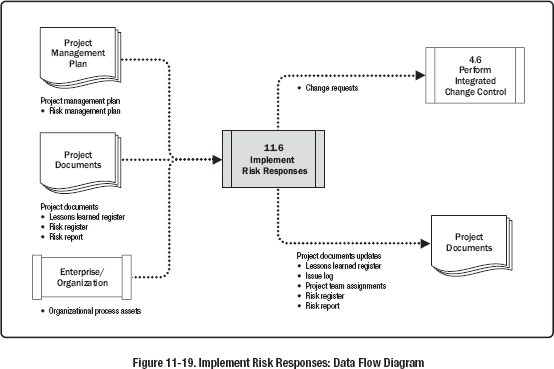 Project
Management
Plan
Project management plan
• Risk management plan
Project
Documents
Project documents
• Lessons learned register
• Risk register
• Risk report
Enterprise/
Organization
• Organizational process assets
11.6
Implement
Risk Responses
• Change requests
4.6
Perform
Integrated
Change Control
Project documents updates
• Lessons learned register
• Issue log
• Project team assignments
• Risk register
• Risk report
Project
Documents
Figure 11-19. Implement Risk Responses: Data Flow Diagram